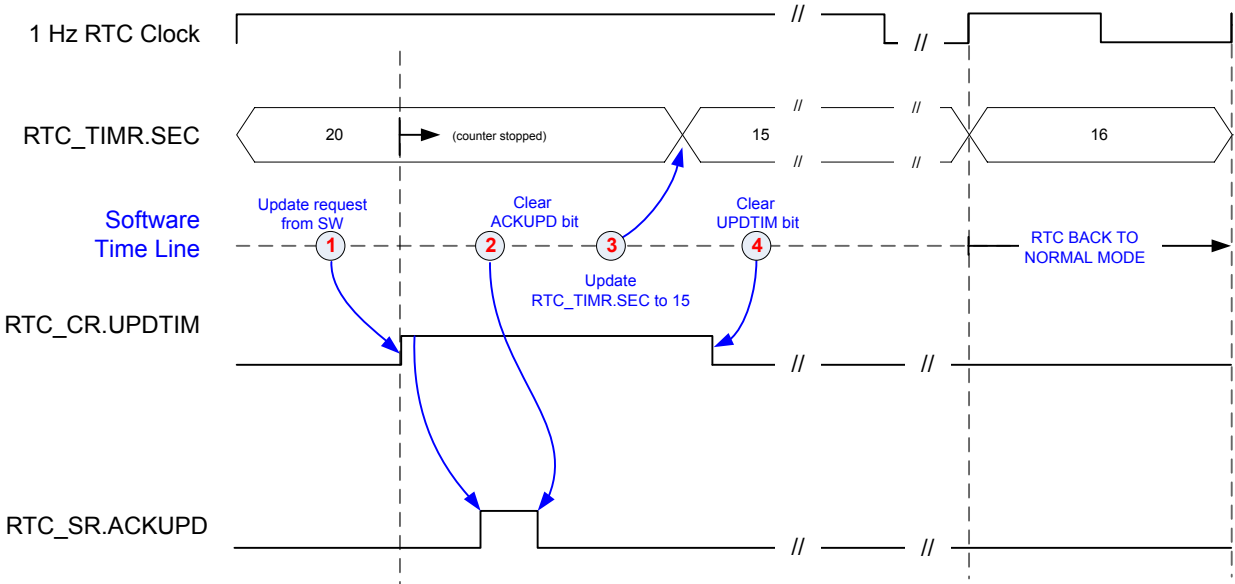 1 Hz RTC Clock
//
//
RTC_TIMR.SEC
20
(counter stopped)
//
//
15
//
//
16
Software
Time Line
Update request
from SW
1
Clear
ACKUPD bit
2
3
Update
RTC_TIMR.SEC to 15
Clear
UPDTIM bit
4
RTC BACK TO
NORMAL MODE
RTC_CR.UPDTIM
//
//
RTC_SR.ACKUPD
//
//